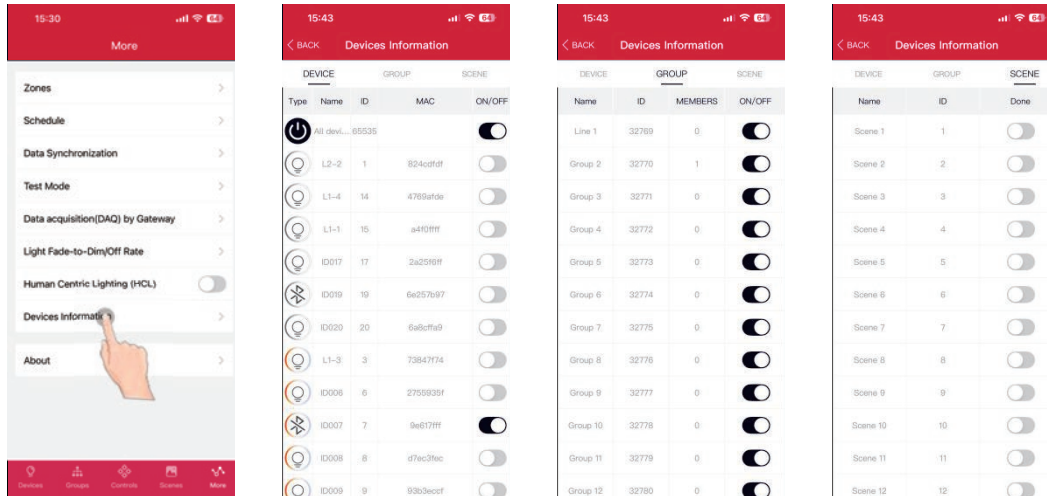 15:30
64
More
Zones
Schedule
Data Synchronization
Test Mode
Data acquisition(DAQ) by Gateway
Light Fade-to-Dim/Off Rate
Human Centric Lighting (HCL)
Devices Information
About
Devices Groups Controls Scenes More
15:43
64
BACK Devices Information
DEVICE GROUP SCENE
Type Name ID MAC ON/OFF
All devi... 65535
L2-2 1 824cdfdf
L1-4 14 4769afde
L1-1 15 a4f0ffff
ID017 17 2a25f6ff
ID019 19 6e257b97
ID020 20 6a8cffa9
L1-3 3 73847f74
ID006 6 2755935f
ID007 7 9e617fff
ID008 8 d7ec3fec
ID009 9 93b3eccf
15:43
64
BACK Devices Information
DEVICE GROUP SCENE
Name ID MEMBERS ON/OFF
Line 1 32769 0
Group 2 32770 1
Group 3 32771 0
Group 4 32772 0
Group 5 32773 0
Group 6 32774 0
Group 7 32775 0
Group 8 32776 0
Group 9 32777 0
Group 10 32778 0
Group 11 32779 0
Group 12 32780 0
15:43
64
BACK Devices Information
DEVICE GROUP SCENE
Name ID Done
Scene 1 1
Scene 2 2
Scene 3 3
Scene 4 4
Scene 5 5
Scene 6 6
Scene 7 7
Scene 8 8
Scene 9 9
Scene 10 10
Scene 11 11
Scene 12 12